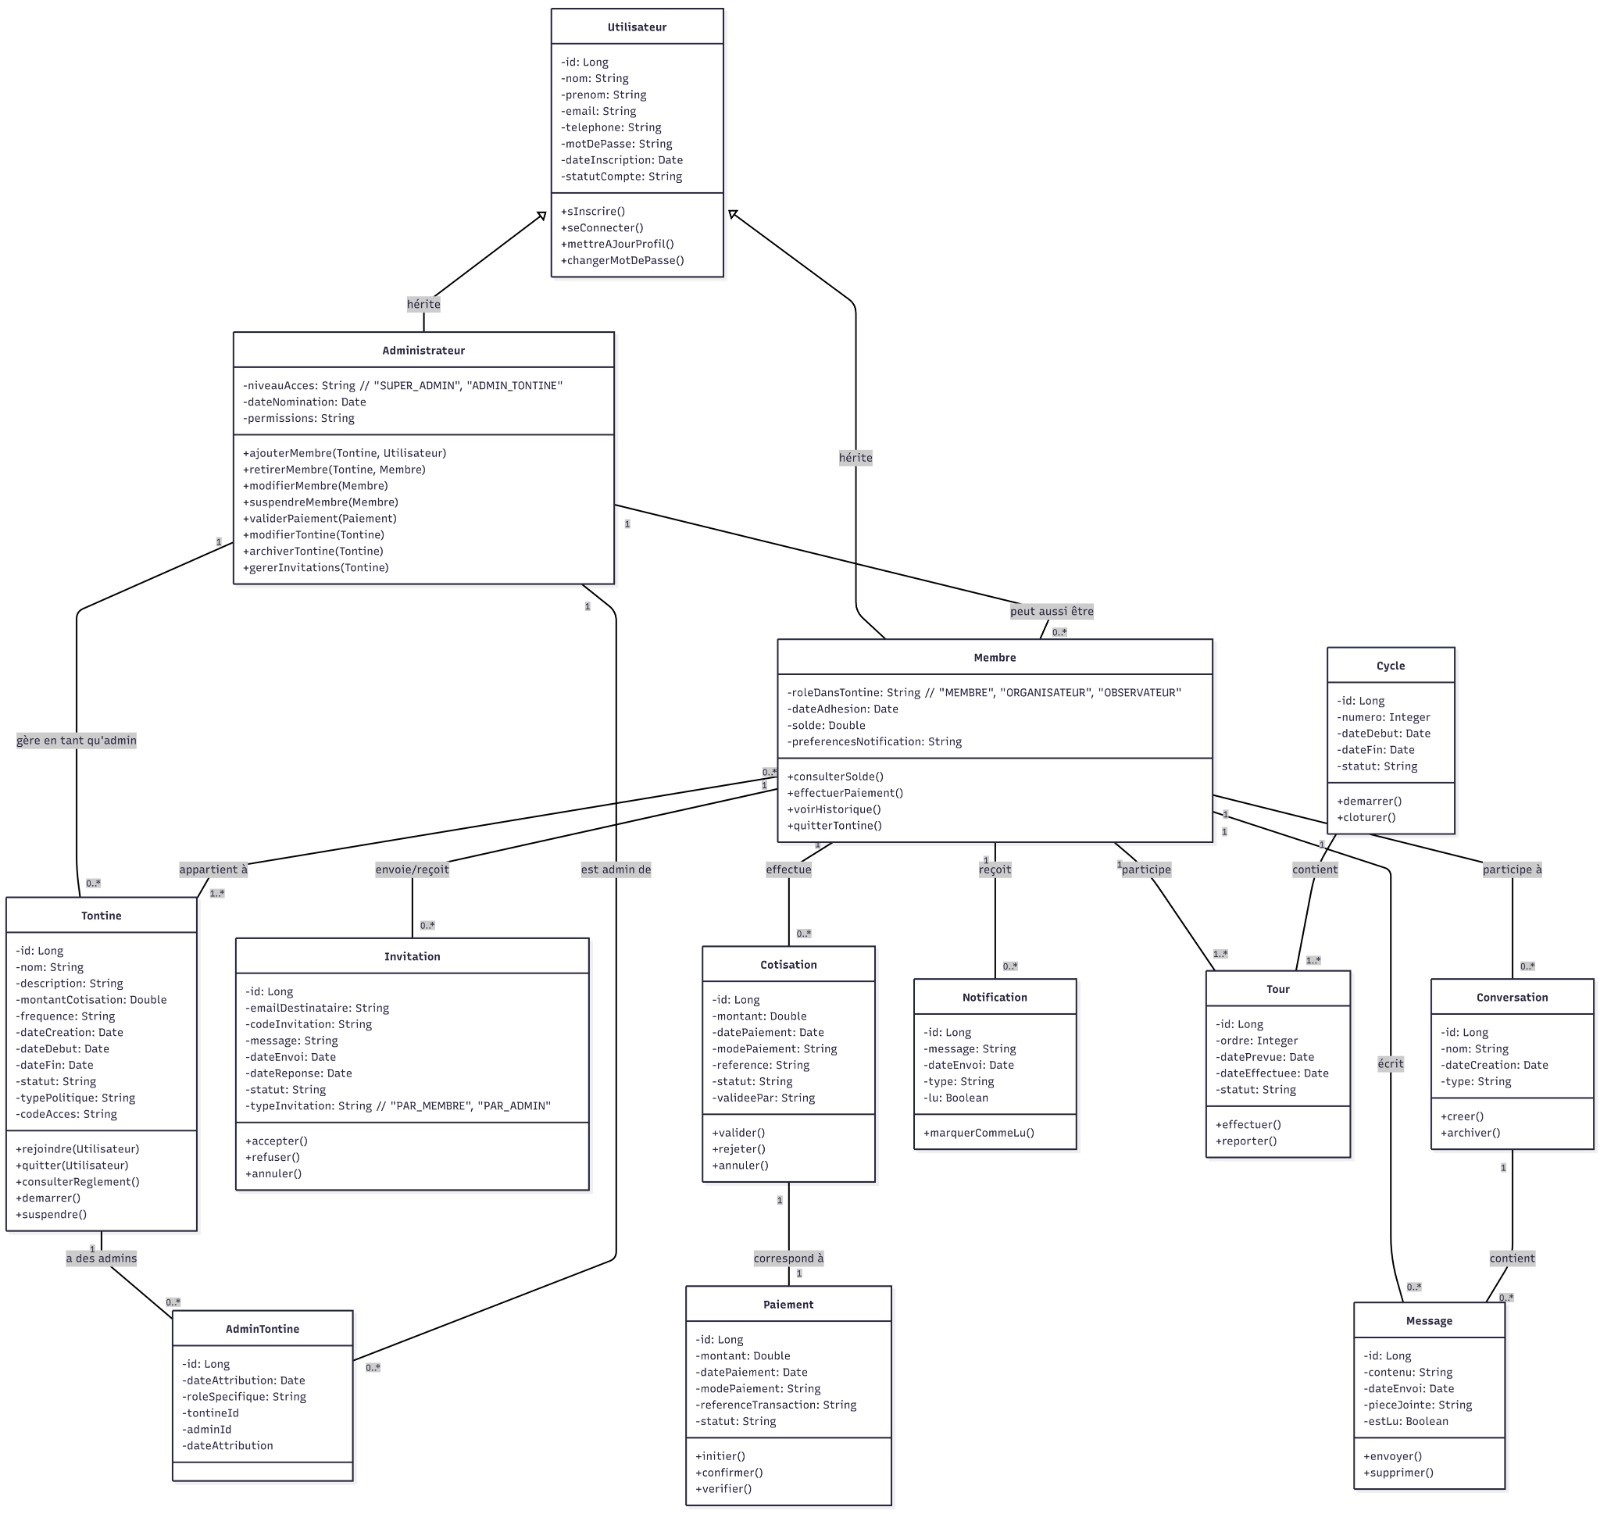 Utilisateur
-id: Long
-nom: String
-prenom: String
-email: String
-telephone: String
-motDePasse: String
-dateInscription: Date
-statutCompte: String
+sInscrire()
+seConnecter()
+mettreAJourProfil()
+changerMotDePasse()
hérite
hérite
Administrateur
-niveauAcces: String // "SUPER_ADMIN", "ADMIN_TONTINE"
-dateNomination: Date
-permissions: String
+ajouterMembre(Tontine, Utilisateur)
+retirerMembre(Tontine, Membre)
+modifierMembre(Membre)
+suspendreMembre(Membre)
+validerPaiement(Paiement)
+modifierTontine(Tontine)
+archiverTontine(Tontine)
+gererInvitations(Tontine)
1
1
1
peut aussi être
0..*
gère en tant qu'admin
0..*
Membre
-roleDansTontine: String // "MEMBRE", "ORGANISATEUR", "OBSERVATEUR"
-dateAdhesion: Date
-solde: Double
-preferencesNotification: String
+consulterSolde()
+effectuerPaiement()
+voirHistorique()
+quitterTontine()
Cycle
-id: Long
-numero: Integer
-dateDebut: Date
-dateFin: Date
-statut: String
+demarrer()
+cloturer()
0..*
1
1
1
1
1
1
1
appartient à
1..*
envoie/reçoit
0..*
est admin de
effectue
0..*
reçoit
0..*
participe
1..*
contient
1..*
participe à
0..*
écrit
0..*
Tontine
-id: Long
-nom: String
-description: String
-montantCotisation: Double
-frequence: String
-dateCreation: Date
-dateDebut: Date
-dateFin: Date
-statut: String
-typePolitique: String
-codeAcces: String
+rejoindre(Utilisateur)
+quitter(Utilisateur)
+consulterReglement()
+demarrer()
+suspendre()
Invitation
-id: Long
-emailDestinataire: String
-codeInvitation: String
-message: String
-dateEnvoi: Date
-dateReponse: Date
-statut: String
-typeInvitation: String // "PAR_MEMBRE", "PAR_ADMIN"
+accepter()
+refuser()
+annuler()
Cotisation
-id: Long
-montant: Double
-datePaiement: Date
-modePaiement: String
-reference: String
-statut: String
-valideePar: String
+valider()
+rejeter()
+annuler()
Notification
-id: Long
-message: String
-dateEnvoi: Date
-type: String
-lu: Boolean
+marquerCommeLu()
Tour
-id: Long
-ordre: Integer
-datePrevue: Date
-dateEffectuee: Date
-statut: String
+effectuer()
+reporter()
Conversation
-id: Long
-nom: String
-dateCreation: Date
-type: String
+creer()
+archiver()
1
a des admins
0..*
0..*
1
correspond à
1
1
contient
0..*
AdminTontine
-id: Long
-dateAttribution: Date
-roleSpecifique: String
-tontineId
-adminId
-dateAttribution
Paiement
-id: Long
-montant: Double
-datePaiement: Date
-modePaiement: String
-referenceTransaction: String
-statut: String
+initier()
+confirmer()
+verifier()
Message
-id: Long
-contenu: String
-dateEnvoi: Date
-pieceJointe: String
-estLu: Boolean
+envoyer()
+supprimer()